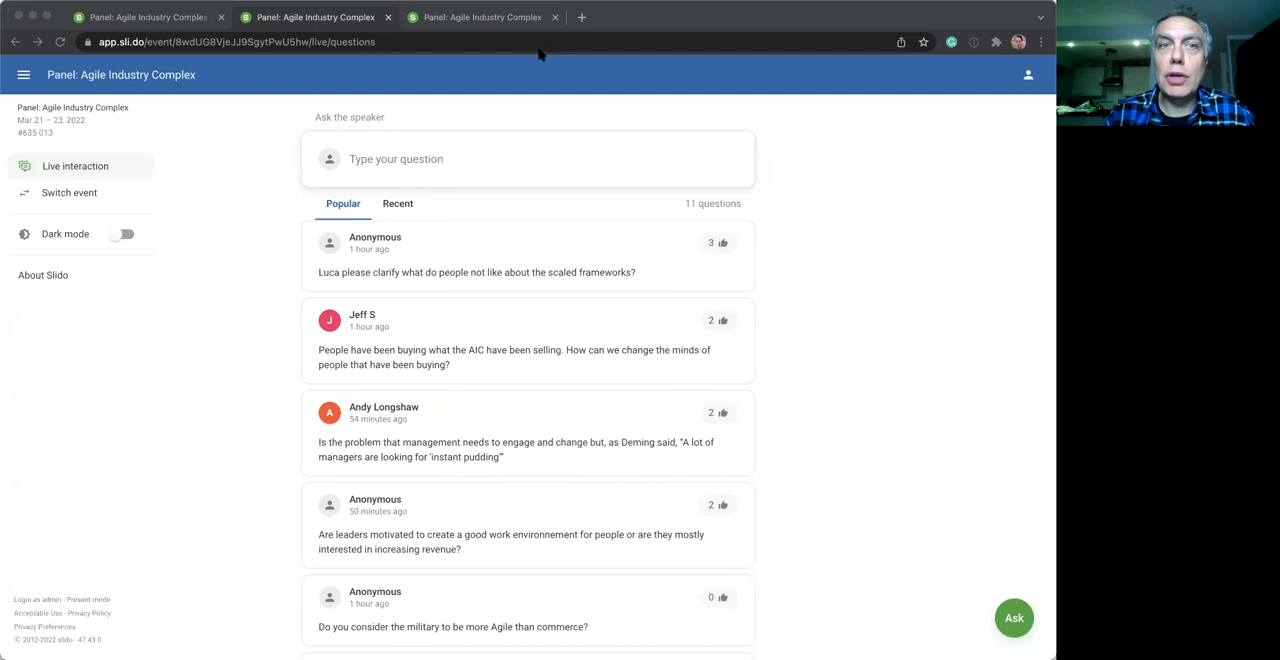 Panel: Agile Industry Complex
Panel: Agile Industry Complex
Panel: Agile Industry Complex
app.sli.do/event/8wdUG8VjeJJ9SgytPwU5hw/live/questions
Panel: Agile Industry Complex
Panel: Agile Industry Complex
Mar 21 – 23, 2022
#635 013
Live interaction
Switch event
Dark mode
About Slido
Ask the speaker
Type your question
Popular
Recent
11 questions
Anonymous
3
1 hour ago
Luca please clarify what do people not like about the scaled frameworks?
J
Jeff S
2
1 hour ago
People have been buying what the AIC have been selling. How can we change the minds of
people that have been buying?
A
Andy Longshaw
2
54 minutes ago
Is the problem that management needs to engage and change but, as Deming said, "A lot of
managers are looking for 'instant pudding'"
Anonymous
2
50 minutes ago
Are leaders motivated to create a good work environnement for people or are they mostly
interested in increasing revenue?
Anonymous
0
1 hour ago
Do you consider the military to be more Agile than commerce?
Login as admin - Present mode
Acceptable Use - Privacy Policy
Privacy Preferences
© 2012-2022 slido - 47.43.0
Ask